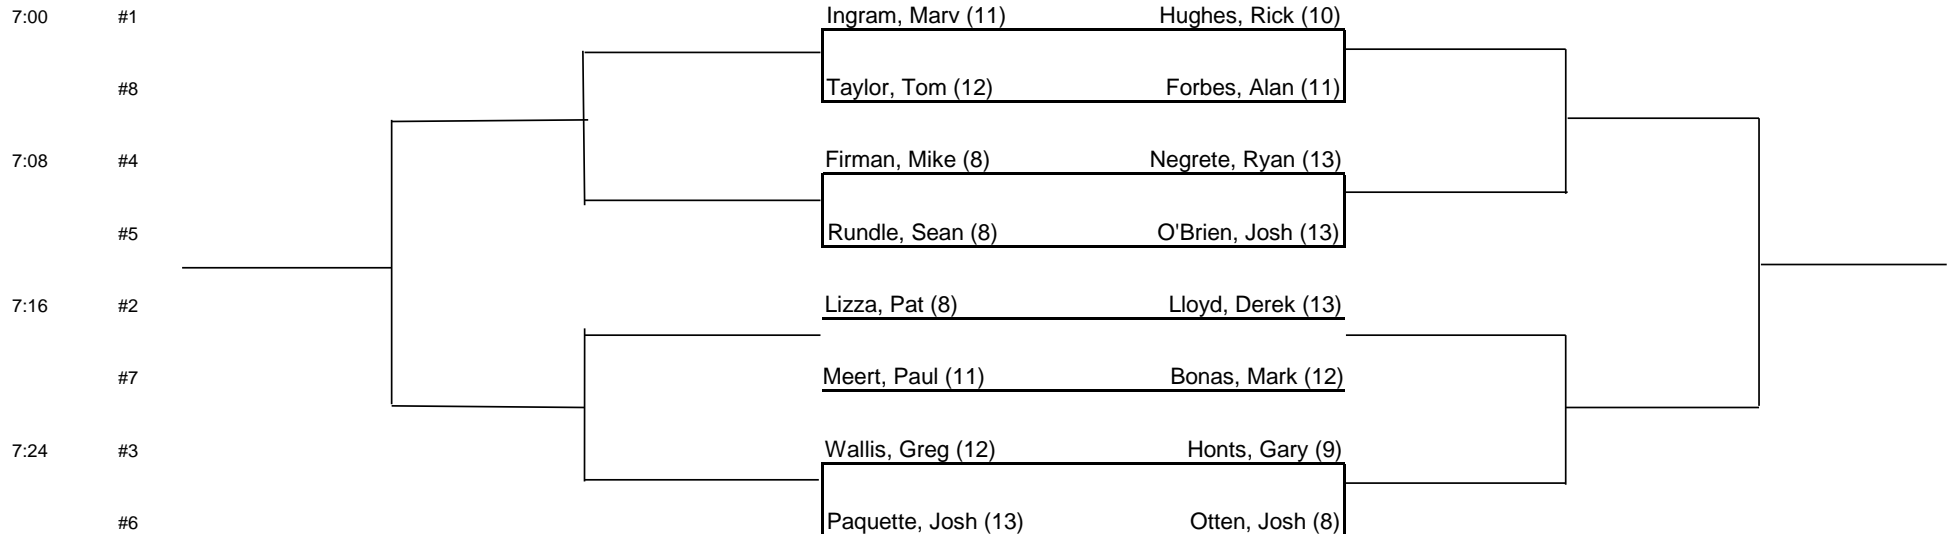 7:00 #1 Ingram, Marv (11) Hughes, Rick (10)
#8 Taylor, Tom (12) Forbes, Alan (11)
7:08 #4 Firman, Mike (8) Negrete, Ryan (13)
#5 Rundle, Sean (8) O'Brien, Josh (13)
7:16 #2 Lizza, Pat (8) Lloyd, Derek (13)
#7 Meert, Paul (11) Bonas, Mark (12)
7:24 #3 Wallis, Greg (12) Honts, Gary (9)
#6 Paquette, Josh (13) Otten, Josh (8)